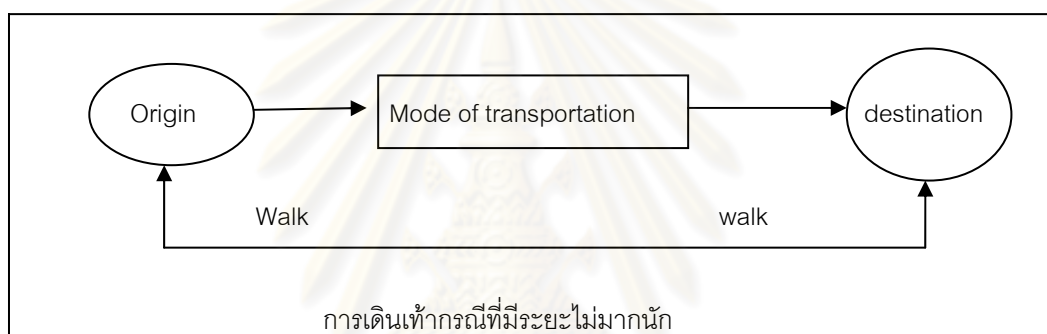 Origin Mode of transportation destination
Walk walk
การเดินเท้ากรณีที่มีระยะไม่มากนัก